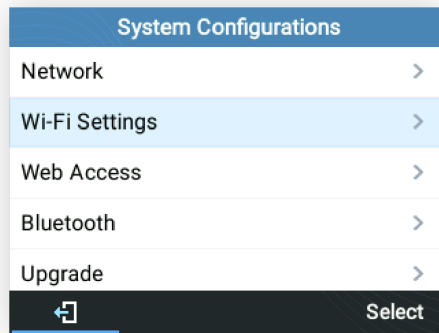 System Configurations
Network
Wi-Fi Settings
Web Access
Bluetooth
Upgrade
Select